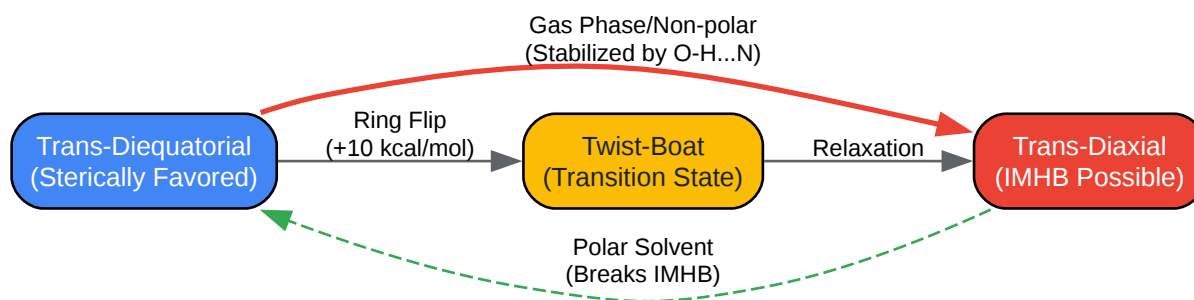 Gas Phase/Non-polar
(Stabilized by O-H...N)
Trans-Diequatorial
(Sterically Favored)
Ring Flip
(+10 kcal/mol)
Twist-Boat
(Transition State)
Relaxation
Trans-Diaxial
(IMHB Possible)
Polar Solvent
(Breaks IMHB)